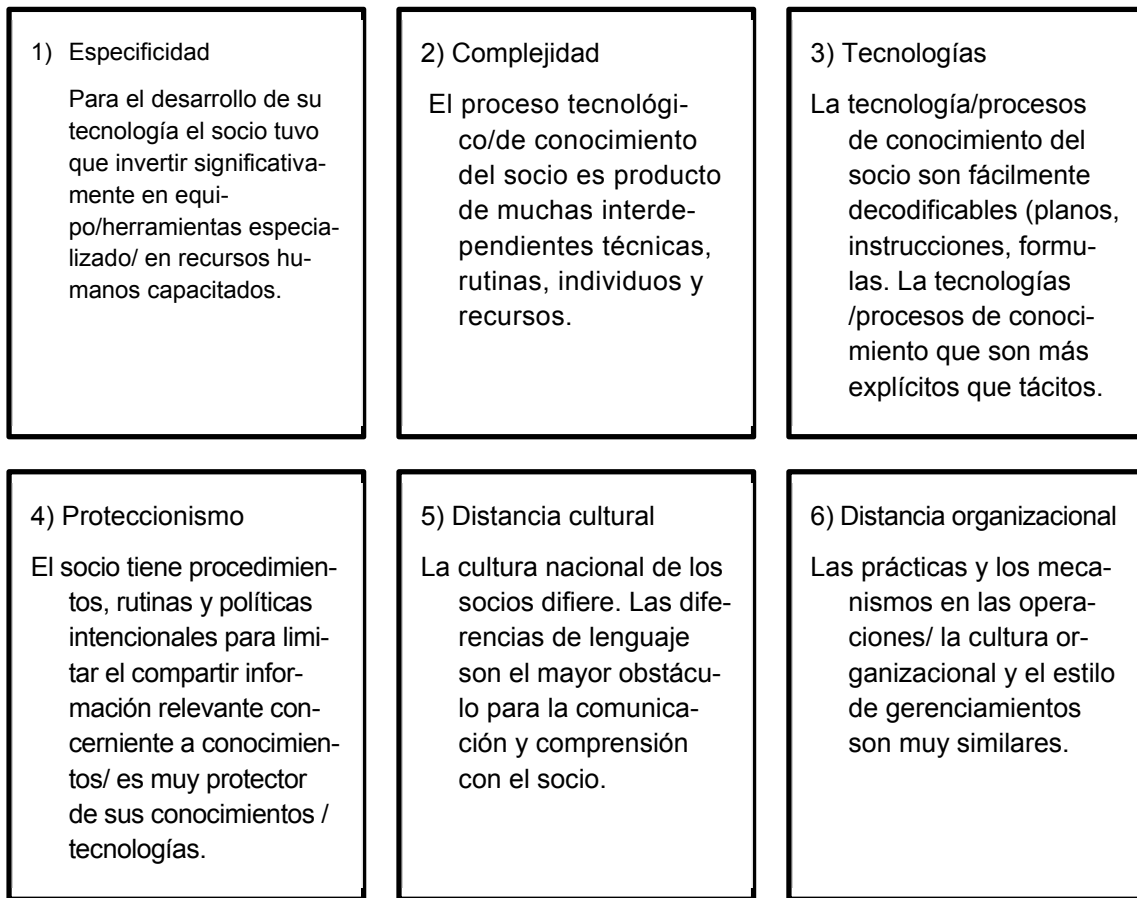 1) Especificidad
Para el desarrollo de su
tecnología el socio tuvo
que invertir significativa-
mente en equi-
po/herramientas especia-
lizado/ en recursos hu-
manos capacitados.
2) Complejidad
El proceso tecnológi-
co/de conocimiento
del socio es producto
de muchas interde-
pendientes técnicas,
rutinas, individuos y
recursos.
3) Tecnologías
La tecnología/procesos
de conocimiento del
socio son fácilmente
decodificables (planos,
instrucciones, formu-
las. La tecnologías
/procesos de conoci-
miento que son más
explícitos que tácitos.
4) Proteccionismo
El socio tiene procedimien-
tos, rutinas y políticas
intencionales para limi-
tar el compartir infor-
mación relevante con-
cerniente a conocimien-
tos/ es muy protector
de sus conocimientos /
tecnologías.
5) Distancia cultural
La cultura nacional de los
socios difiere. Las dife-
rencias de lenguaje
son el mayor obstácu-
lo para la comunica-
ción y comprensión
con el socio.
6) Distancia organizacional
Las prácticas y los meca-
nismos en las opera-
ciones/ la cultura or-
ganizacional y el estilo
de gerenciamientos
son muy similares.